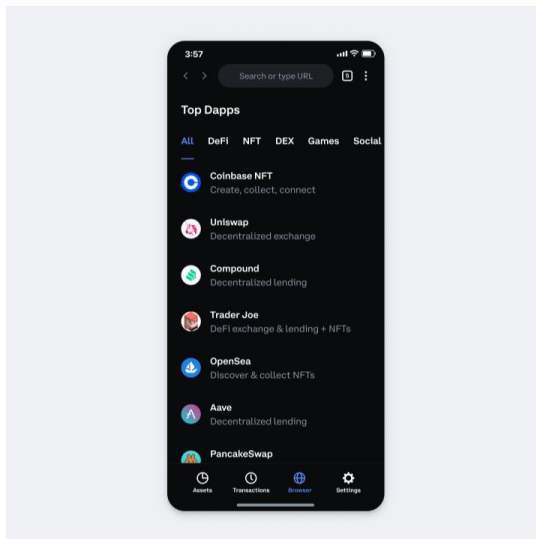 3:57
Search or type URL
5
Top Dapps
All DeFi NFT DEX Games Social
Coinbase NFT
Create, collect, connect
Uniswap
Decentralized exchange
Compound
Decentralized lending
Trader Joe
DeFi exchange & lending + NFTs
OpenSea
Discover & collect NFTs
Aave
Decentralized lending
PancakeSwap
Assets Transactions Browser Settings